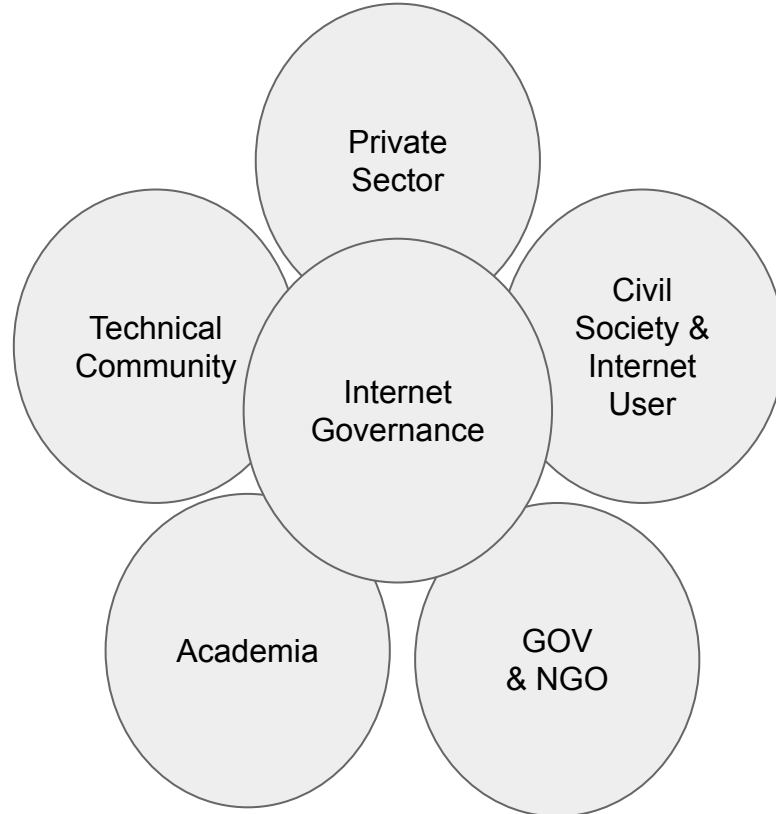 Private
Sector
Technical
Community
Civil
Society &
Internet
User
Internet
Governance
Academia
GOV
& NGO